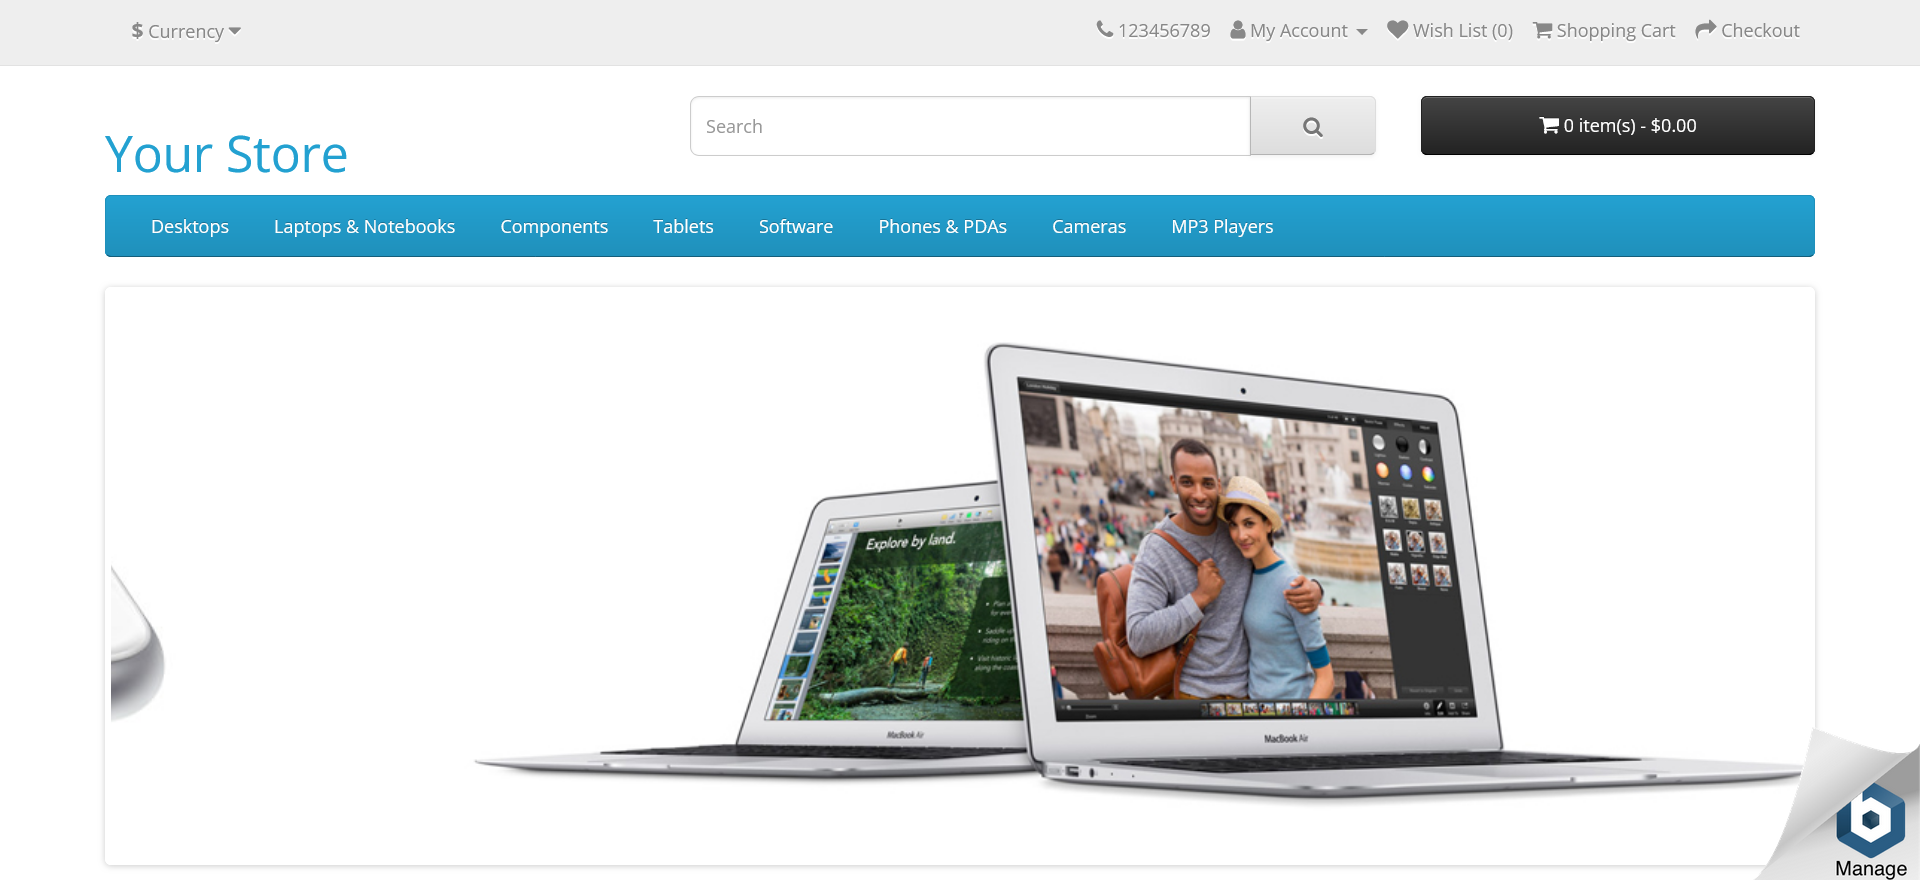 $ Currency
123456789 My Account Wish List (0) Shopping Cart Checkout
Your Store
Search
0 item(s) - $0.00
Desktops Laptops & Notebooks Components Tablets Software Phones & PDAs Cameras MP3 Players
Explore by land.
MacBook Air
MacBook Air
b
Manage